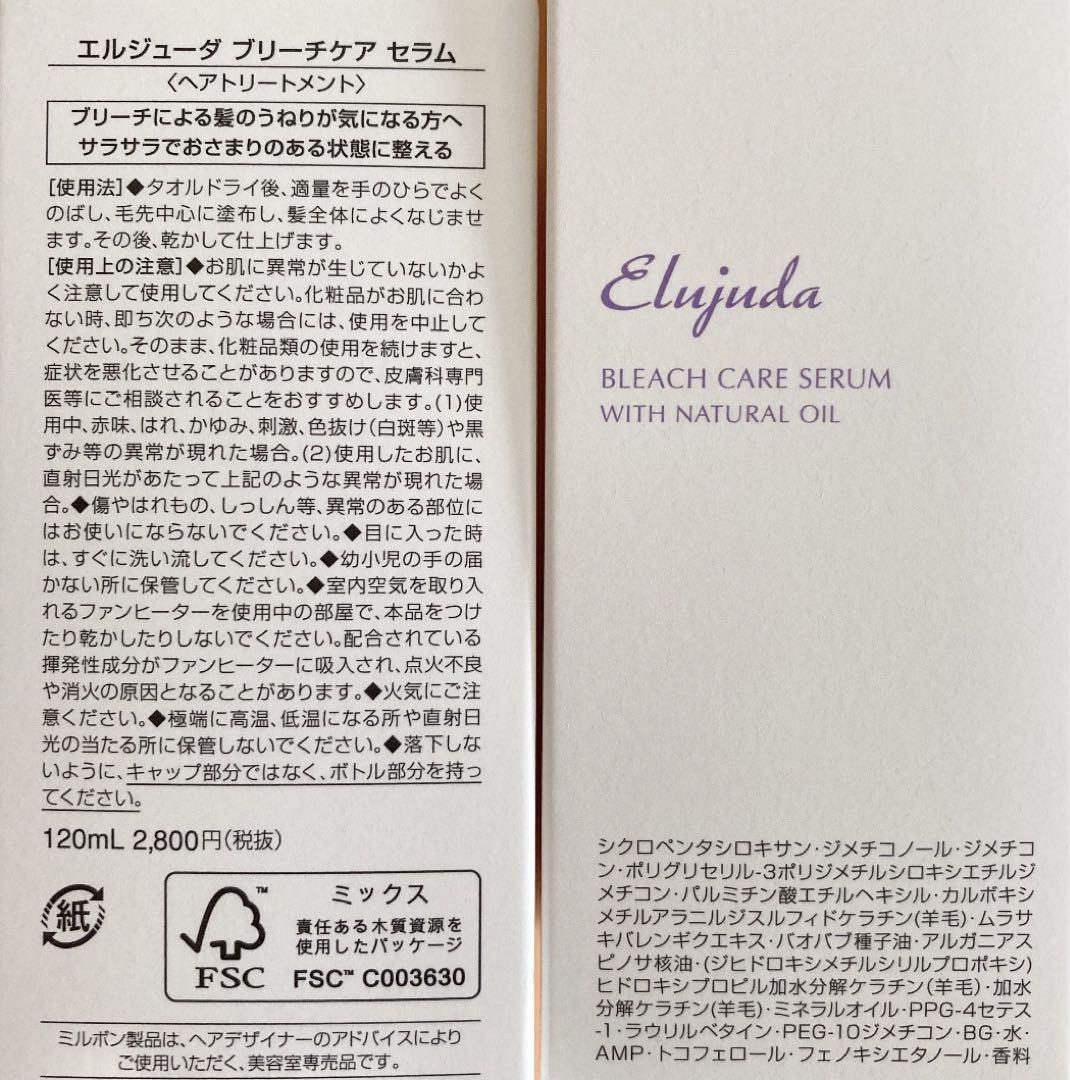 エルジューダ ブリーチケア セラム
〈ヘアトリートメント〉
ブリーチによる髪のうねりが気になる方へ
サラサラでおさまりのある状態に整える
[使用法]◆タオルドライ後、適量を手のひらでよく
のばし、毛先中心に塗布し、髪全体によくなじませ
ます。その後、乾かして仕上げます。
[使用上の注意]◆お肌に異常が生じていないかよ
く注意して使用してください。化粧品がお肌に合わ
ない時、即ち次のような場合には、使用を中止して
ください。そのまま、化粧品類の使用を続けますと、
症状を悪化させることがありますので、皮膚科専門
医等にご相談されることをおすすめします。(1)使
用中、赤味、はれ、かゆみ、刺激、色抜け(白斑等)や黒
ずみ等の異常が現れた場合。(2)使用したお肌に、
直射日光があたって上記のような異常が現れた場
合。◆傷やはれもの、しっしん等、異常のある部位に
はお使いにならないでください。◆目に入った時
は、すぐに洗い流してください。◆幼小児の手の届
かない所に保管してください。◆室内空気を取り入
れるファンヒーターを使用中の部屋で、本品をつけ
たり乾かしたりしないでください。配合されている
揮発性成分がファンヒーターに吸入され、点火不良
や消火の原因となることがあります。◆火気にご注
意ください。◆極端に高温、低温になる所や直射日
光の当たる所に保管しないでください。◆落下しな
いように、キャップ部分ではなく、ボトル部分を持っ
てください。
120mL 2,800円(税抜)
紙
FSC
™
ミックス
責任ある木質資源を
使用したパッケージ
FSC™ C003630
ミルボン製品は、ヘアデザイナーのアドバイスにより
ご使用いただく、美容室専売品です。
Elujuda
BLEACH CARE SERUM
WITH NATURAL OIL
シクロペンタシロキサン・ジメチコノール・ジメチコ
ン・ポリグリセリル-3ポリジメチルシロキシエチルジ
メチコン・パルミチン酸エチルヘキシル・カルボキシ
メチルアラニルジスルフィドケラチン(羊毛)・ムラサ
キバレンギクエキス・バオバブ種子油・アルガニアス
ピノサ核油・(ジヒドロキシメチルシリルプロポキシ)
ヒドロキシプロピル加水分解ケラチン(羊毛)・加水
分解ケラチン(羊毛)・ミネラルオイル・PPG-4セテス
-1・ラウリルベタイン・PEG-10ジメチコン・BG・水・
AMP・トコフェロール・フェノキシエタノール・香料